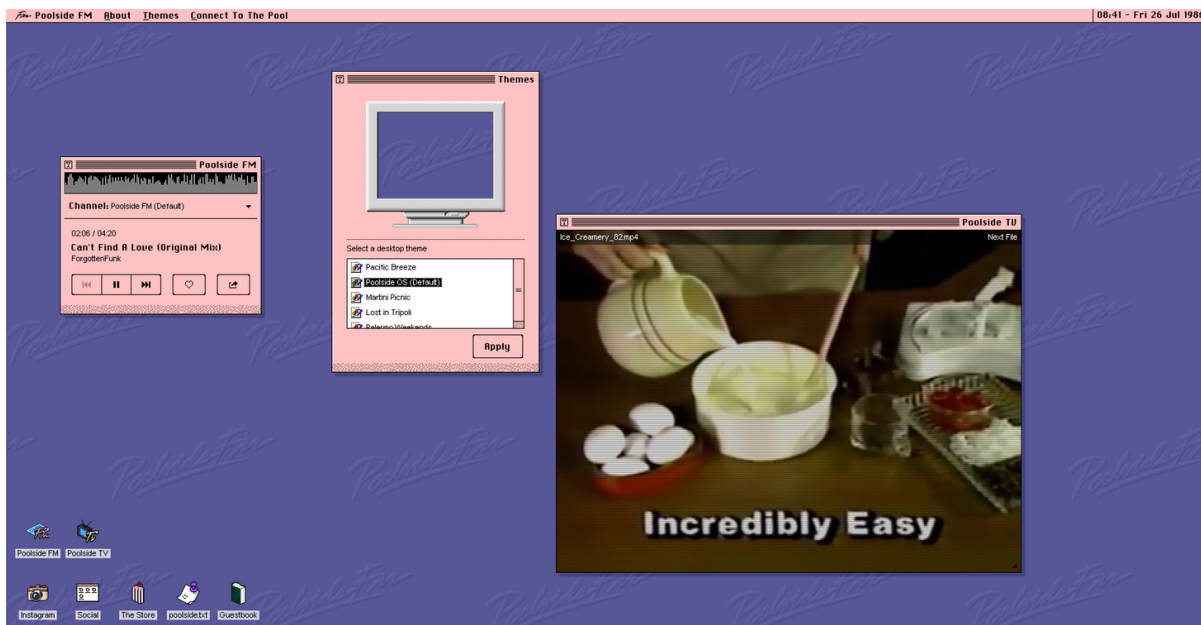 Poolside FM About Themes Connect To The Pool
08:41 - Fri 26 Jul 198
Themes
Select a desktop theme
Pacific Breeze
Poolside OS (Default)
Martini Picnic
Lost in Tripoli
Palermo Weekends
Apply
Poolside FM
Channel: Poolside FM (Default)
02:06 / 04:20
Can't Find A Love (Original Mix)
ForgottenFunk
Poolside TV
Ice_Creamery_82.mp4 Next File
Incredibly Easy
Poolside FM Poolside TV
Instagram Social The Store poolside.txt Guestbook